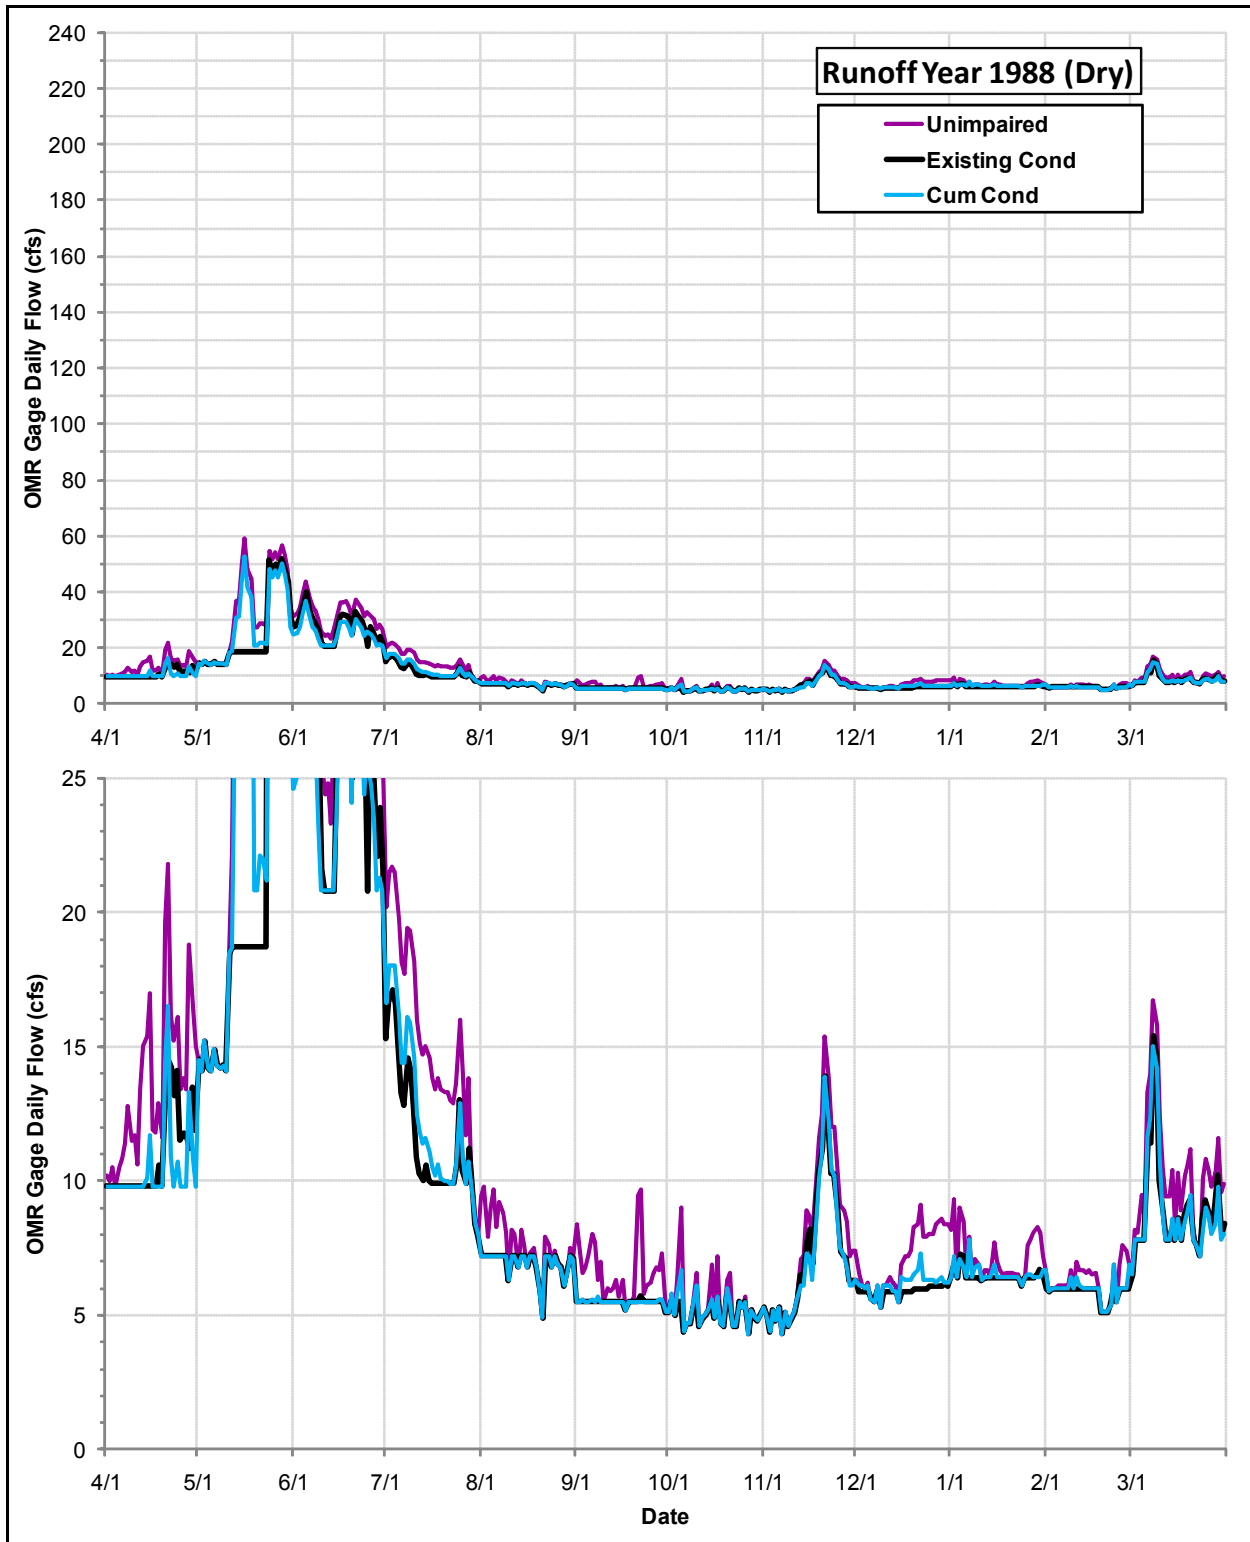 240
220
200
180
160
140
120
100
80
60
40
20
0
OMR Gage Daily Flow (cfs)
Runoff Year 1988 (Dry)
Unimpaired
Existing Cond
Cum Cond
4/1 5/1 6/1 7/1 8/1 9/1 10/1 11/1 12/1 1/1 2/1 3/1
25
20
15
10
5
0
OMR Gage Daily Flow (cfs)
4/1 5/1 6/1 7/1 8/1 9/1 10/1 11/1 12/1 1/1 2/1 3/1
Date